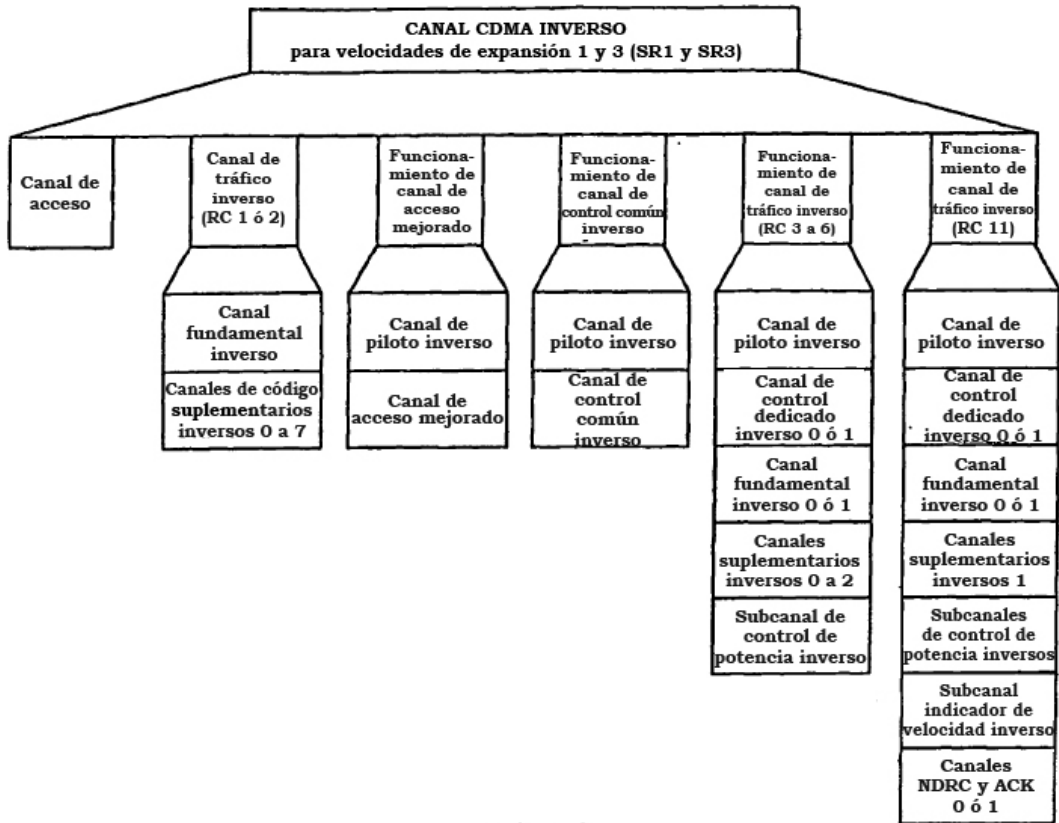 CANAL CDMA INVERSO
para velocidades de expansión 1 y 3 (SR1 y SR3)
Canal de
acceso
Canal de
tráfico
inverso
(RC 1 ó 2)
Funciona-
miento de
canal de
acceso
mejorado
Funciona-
miento de
canal de
control común
inverso
Funciona-
miento de
canal de
tráfico inverso
(RC 3 a 6)
Funciona-
miento de
canal de
tráfico inverso
(RC 11)
Canal
fundamental
inverso
Canales de código
suplementarios
inversos 0 a 7
Canal de
piloto inverso
Canal de
acceso mejorado
Canal de
piloto inverso
Canal de
control
común
inverso
Canal de
piloto inverso
Canal de
control
dedicado
inverso 0 ó 1
Canal
fundamental
inverso 0 ó 1
Canales
suplementarios
inversos 0 a 2
Subcanal de
control de
potencia inverso
Canal de
piloto inverso
Canal de
control
dedicado
inverso 0 ó 1
Canal
fundamental
inverso 0 ó 1
Canales
suplementarios
inversos 1
Subcanales
de control de
potencia inversos
Subcanal
indicador de
velocidad inverso
Canales
NDRC y ACK
0 ó 1